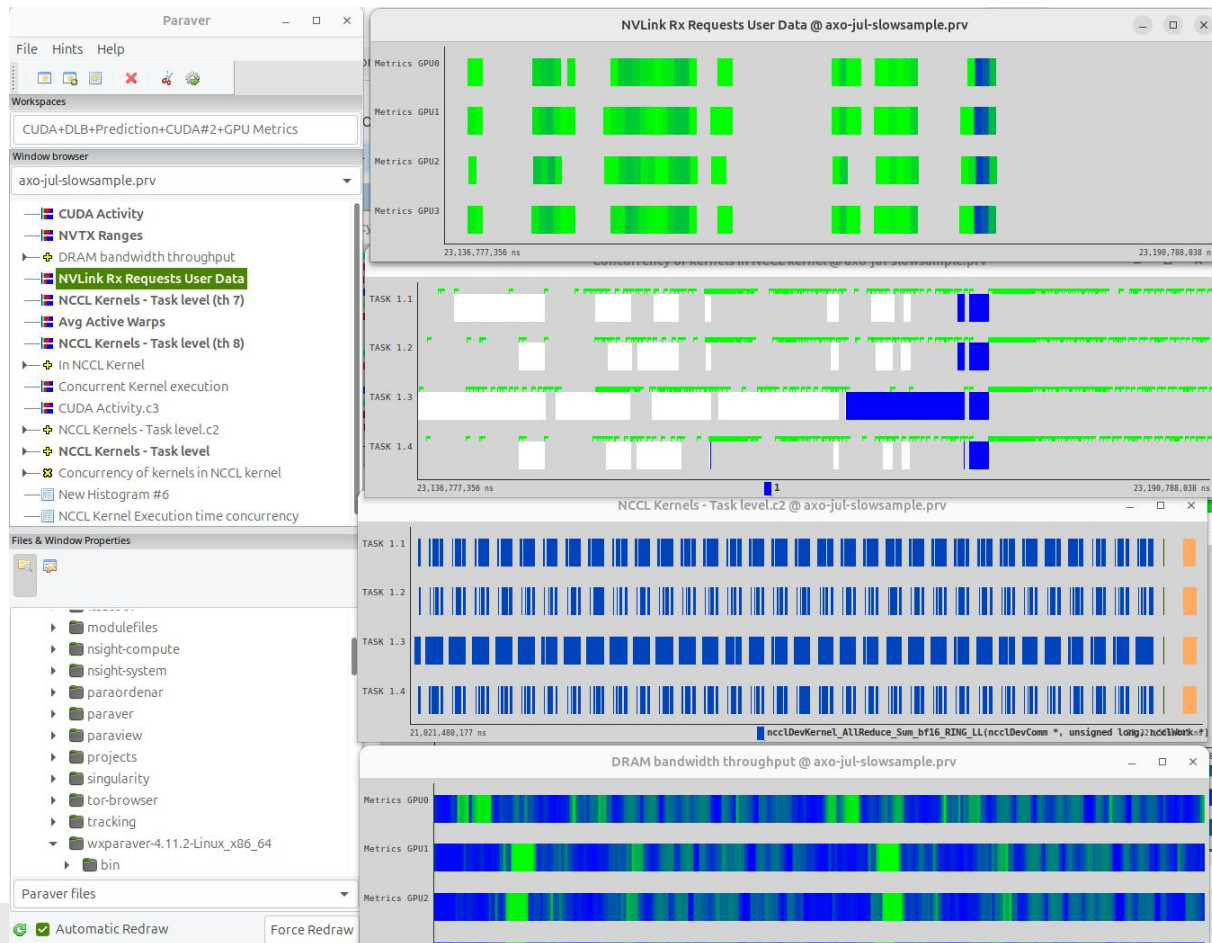 Paraver
File Hints Help
Workspaces
CUDA+DLB+Prediction+CUDA#2+GPU Metrics
Window browser
axo-jul-slowsample.prv
CUDA Activity
NVTX Ranges
DRAM bandwidth throughput
NVLink Rx Requests User Data
NCCL Kernels - Task level (th 7)
Avg Active Warps
NCCL Kernels - Task level (th 8)
In NCCL Kernel
Concurrent Kernel execution
CUDA Activity.c3
NCCL Kernels - Task level.c2
NCCL Kernels - Task level
Concurrency of kernels in NCCL kernel
New Histogram #6
NCCL Kernel Execution time concurrency
Files & Window Properties
modulefiles
nsight-compute
nsight-system
paraordenar
paraver
paraview
projects
singularity
tor-browser
tracking
wxparaver-4.11.2-Linux_x86_64
bin
Paraver files
Automatic Redraw
Force Redraw
NVLink Rx Requests User Data @ axo-jul-slowsample.prv
Metrics GPU0
Metrics GPU1
Metrics GPU2
Metrics GPU3
23,136,777,356 ns
23,190,788,038 ns
Concurrency of kernels in NCCL kernel@ axo-jul-slowsample.prv
TASK 1.1
TASK 1.2
TASK 1.3
TASK 1.4
23,136,777,356 ns
1
23,190,788,038 ns
NCCL Kernels - Task level.c2 @ axo-jul-slowsample.prv
TASK 1.1
TASK 1.2
TASK 1.3
TASK 1.4
21,021,480,177 ns
ncclDevKernel_AllReduce_Sum_bf16_RING_LL(ncclDevComm *, unsigned long, ncclWork *)
DRAM bandwidth throughput @ axo-jul-slowsample.prv
Metrics GPU0
Metrics GPU1
Metrics GPU2